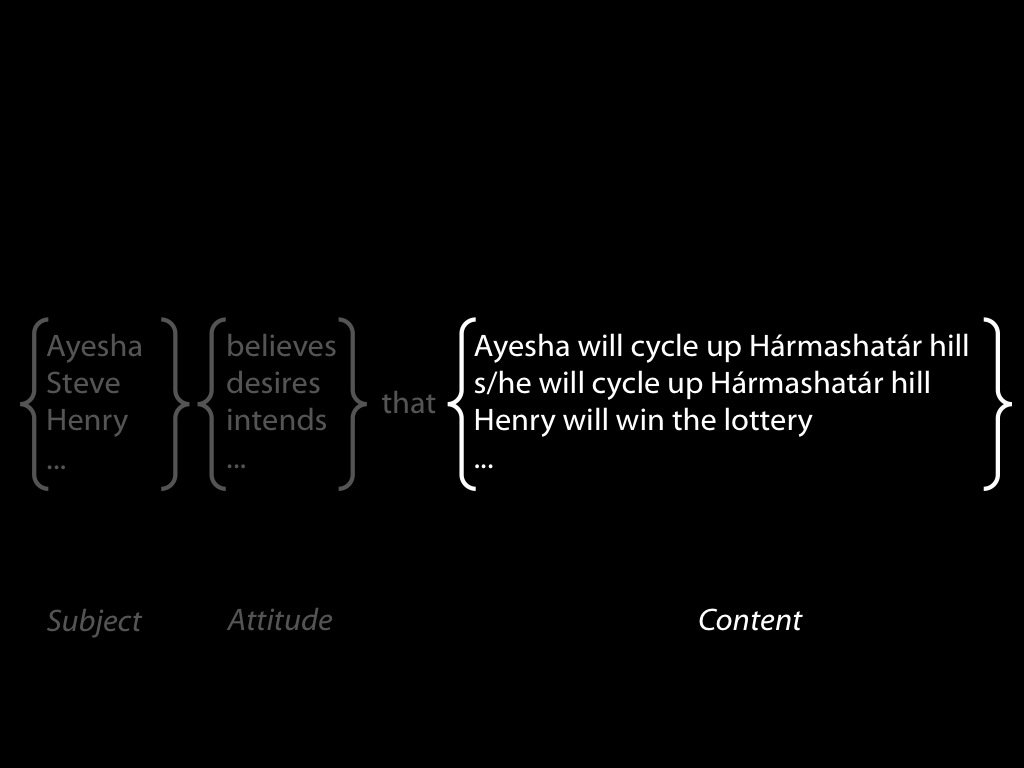 Ayesha
Steve
Henry
...
believes
desires
intends
...
that
Ayesha will cycle up Hármashatár hill
s/he will cycle up Hármashatár hill
Henry will win the lottery
...
Subject
Attitude
Content